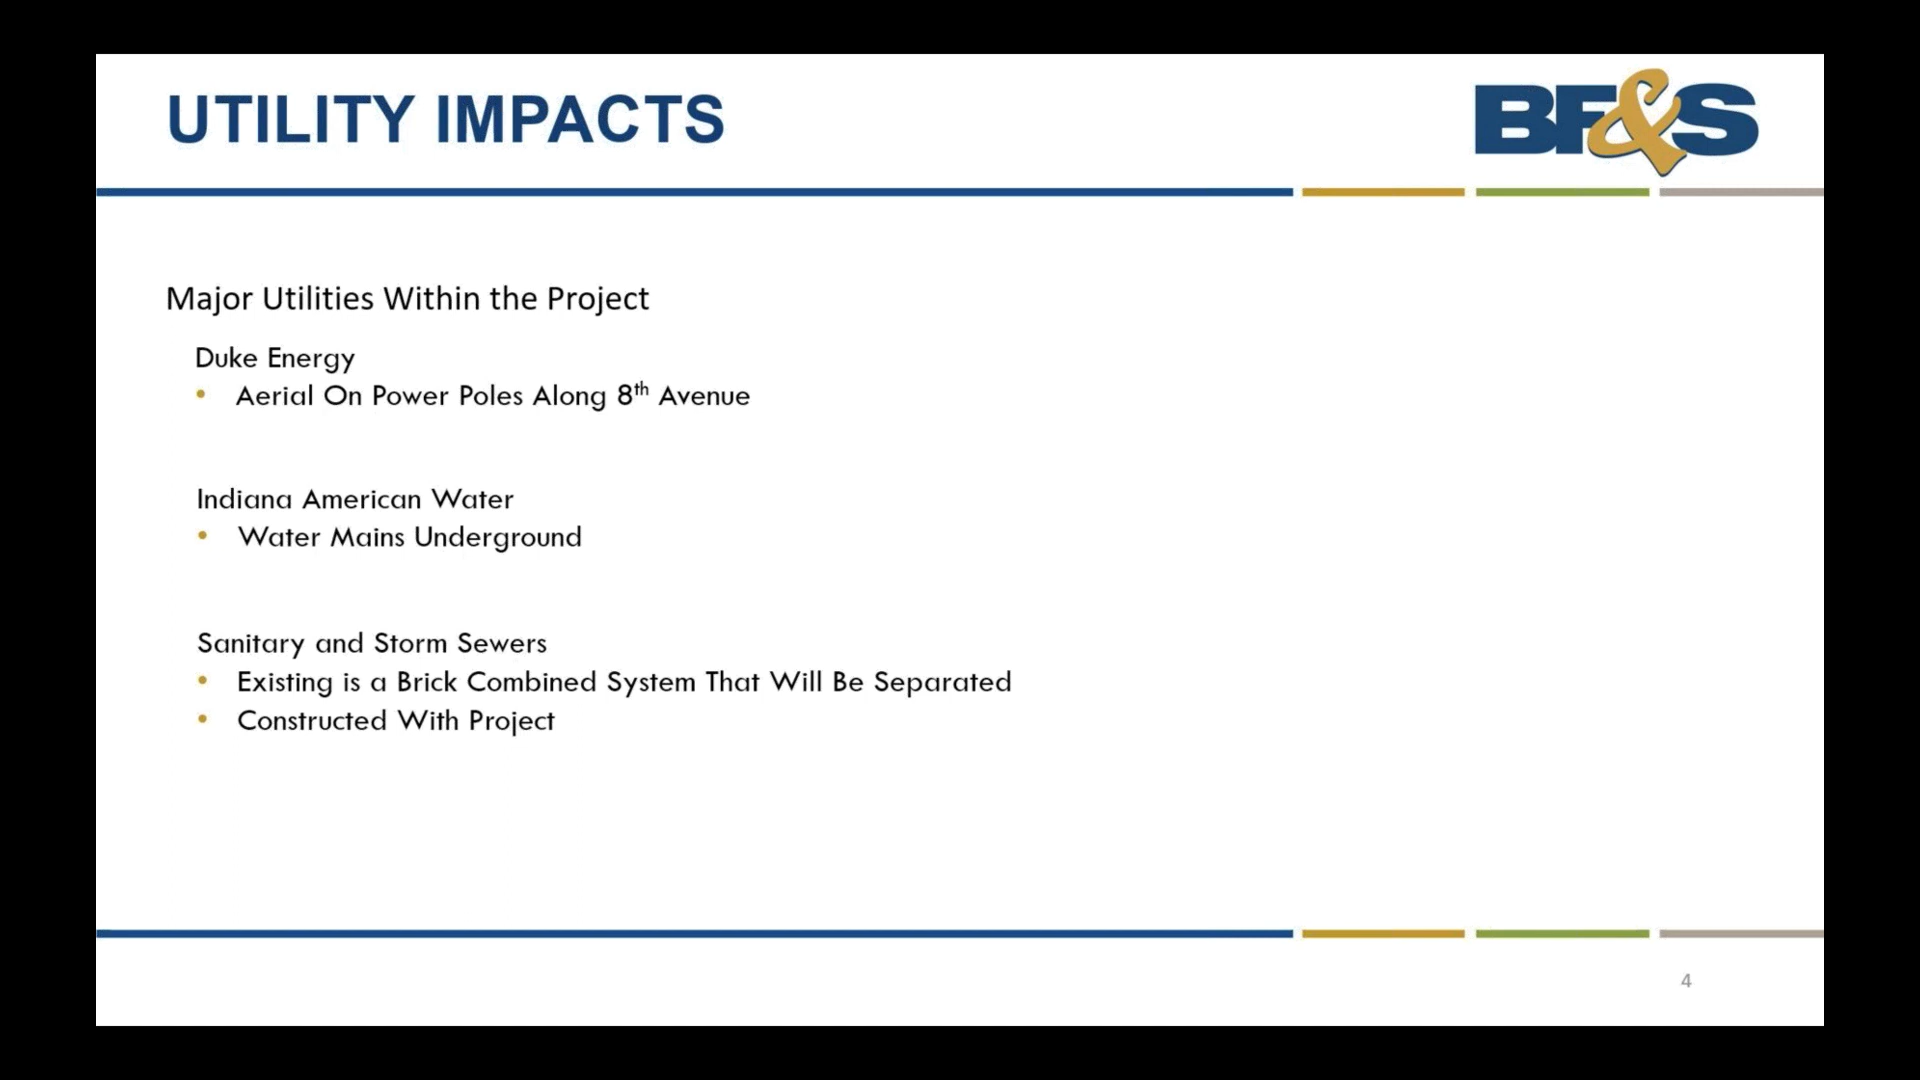 UTILITY IMPACTS
BF&S
Major Utilities Within the Project
Duke Energy
• Aerial On Power Poles Along 8th Avenue
Indiana American Water
• Water Mains Underground
Sanitary and Storm Sewers
• Existing is a Brick Combined System That Will Be Separated
• Constructed With Project
4